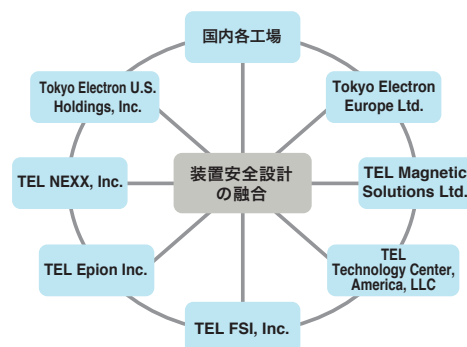 国内各工場
Tokyo Electron U.S.
Holdings, Inc.
Tokyo Electron
Europe Ltd.
TEL NEXX, Inc.
装置安全設計
の融合
TEL Magnetic
Solutions Ltd.
TEL Epion Inc.
TEL
Technology Center,
America, LLC
TEL FSI, Inc.